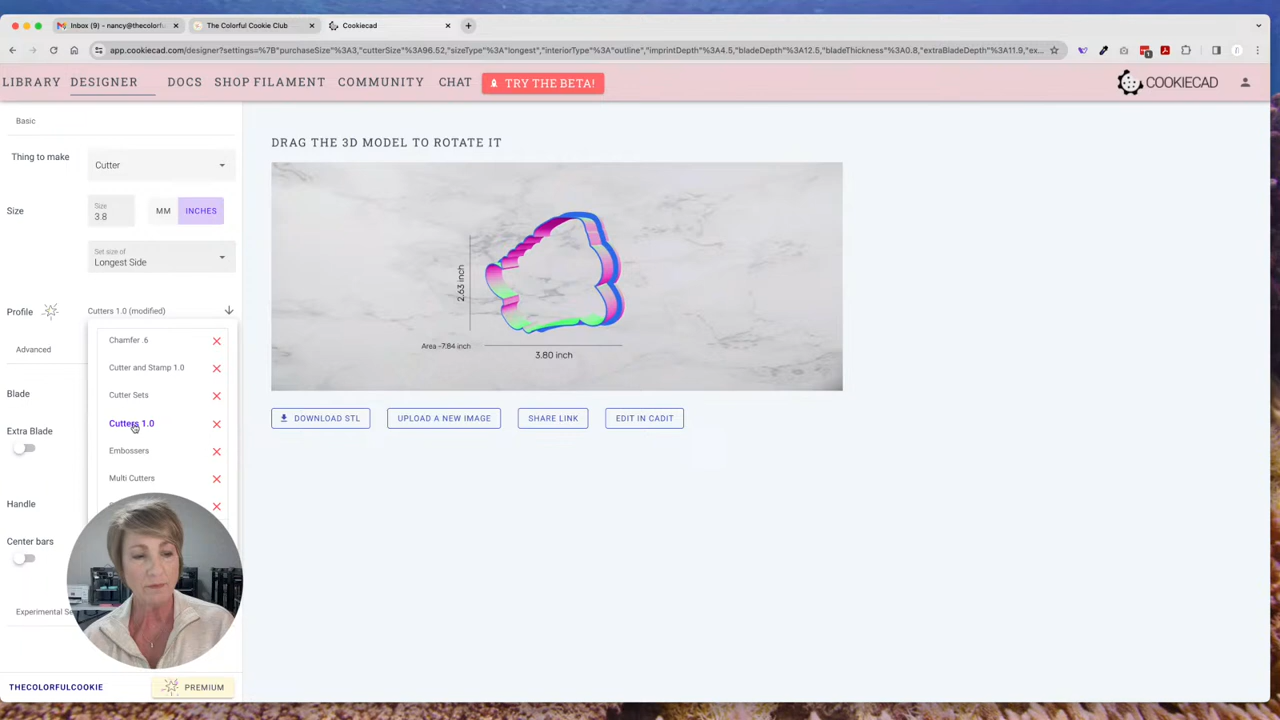 Inbox (9) - nancy@thecolorfu
The Colorful Cookie Club
Cookiecad
app.cookiecad.com/designer?settings=%7B"purchaseSize"%3A3,"cutterSize"%3A96.52,"sizeType"%3A"longest","interiorType"%3A"outline","imprintDepth"%3A4.5,"bladeDepth"%3A12.5,"bladeThickness"%3A0.8,"extraBladeDepth"%3A11.9,"ex...
LIBRARY DESIGNER DOCS SHOP FILAMENT COMMUNITY CHAT TRY THE BETA! COOKIECAD
Basic
Thing to make
Cutter
Size
Size
3.8
MM
INCHES
Set size of
Longest Side
Profile
Cutters 1.0 (modified)
Chamfer .6
Advanced
Cutter and Stamp 1.0
Blade
Cutter Sets
Cutters 1.0
Extra Blade
Embossers
Multi Cutters
Handle
Center bars
Experimental Se
THECOLORFULCOOKIE
PREMIUM
DRAG THE 3D MODEL TO ROTATE IT
2.63 inch
Area ~7.84 inch
3.80 inch
DOWNLOAD STL
UPLOAD A NEW IMAGE
SHARE LINK
EDIT IN CADIT